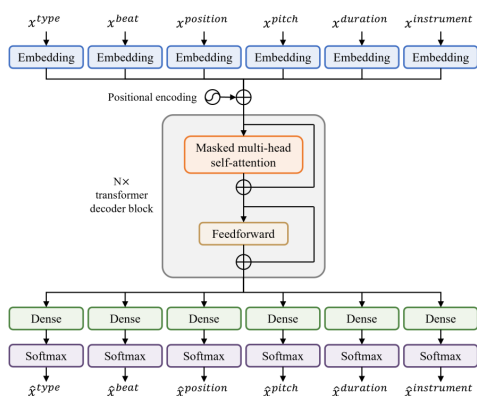 x^type x^beat x^position x^pitch x^duration x^instrument
Embedding Embedding Embedding Embedding Embedding Embedding
Positional encoding
Masked multi-head
self-attention
N×
transformer
decoder block
Feedforward
Dense Dense Dense Dense Dense Dense
Softmax Softmax Softmax Softmax Softmax Softmax
x̂^type x̂^beat x̂^position x̂^pitch x̂^duration x̂^instrument